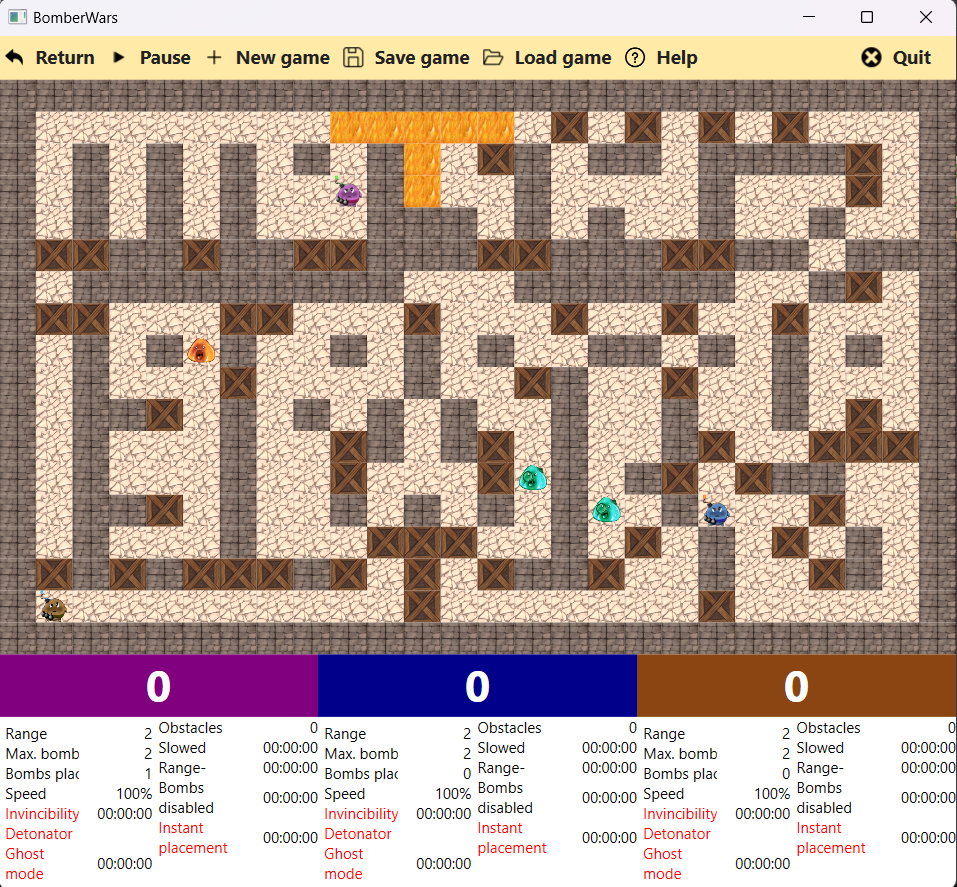 BomberWars
Return Pause New game Save game Load game Help Quit
0 0 0
Range 2
Max. bomb 2
Bombs plac 1
Speed 100%
Invincibility 00:00:00
Detonator
Ghost
mode 00:00:00
Obstacles 0
Slowed 00:00:00
Range- 00:00:00
Bombs
disabled 00:00:00
Instant
placement 00:00:00
Range 2
Max. bomb 2
Bombs plac 0
Speed 100%
Invincibility 00:00:00
Detonator
Ghost
mode 00:00:00
Obstacles 0
Slowed 00:00:00
Range- 00:00:00
Bombs
disabled 00:00:00
Instant
placement 00:00:00
Range 2
Max. bomb 2
Bombs plac 0
Speed 100%
Invincibility 00:00:00
Detonator
Ghost
mode 00:00:00
Obstacles 0
Slowed 00:00:00
Range- 00:00:00
Bombs
disabled 00:00:00
Instant
placement 00:00:00